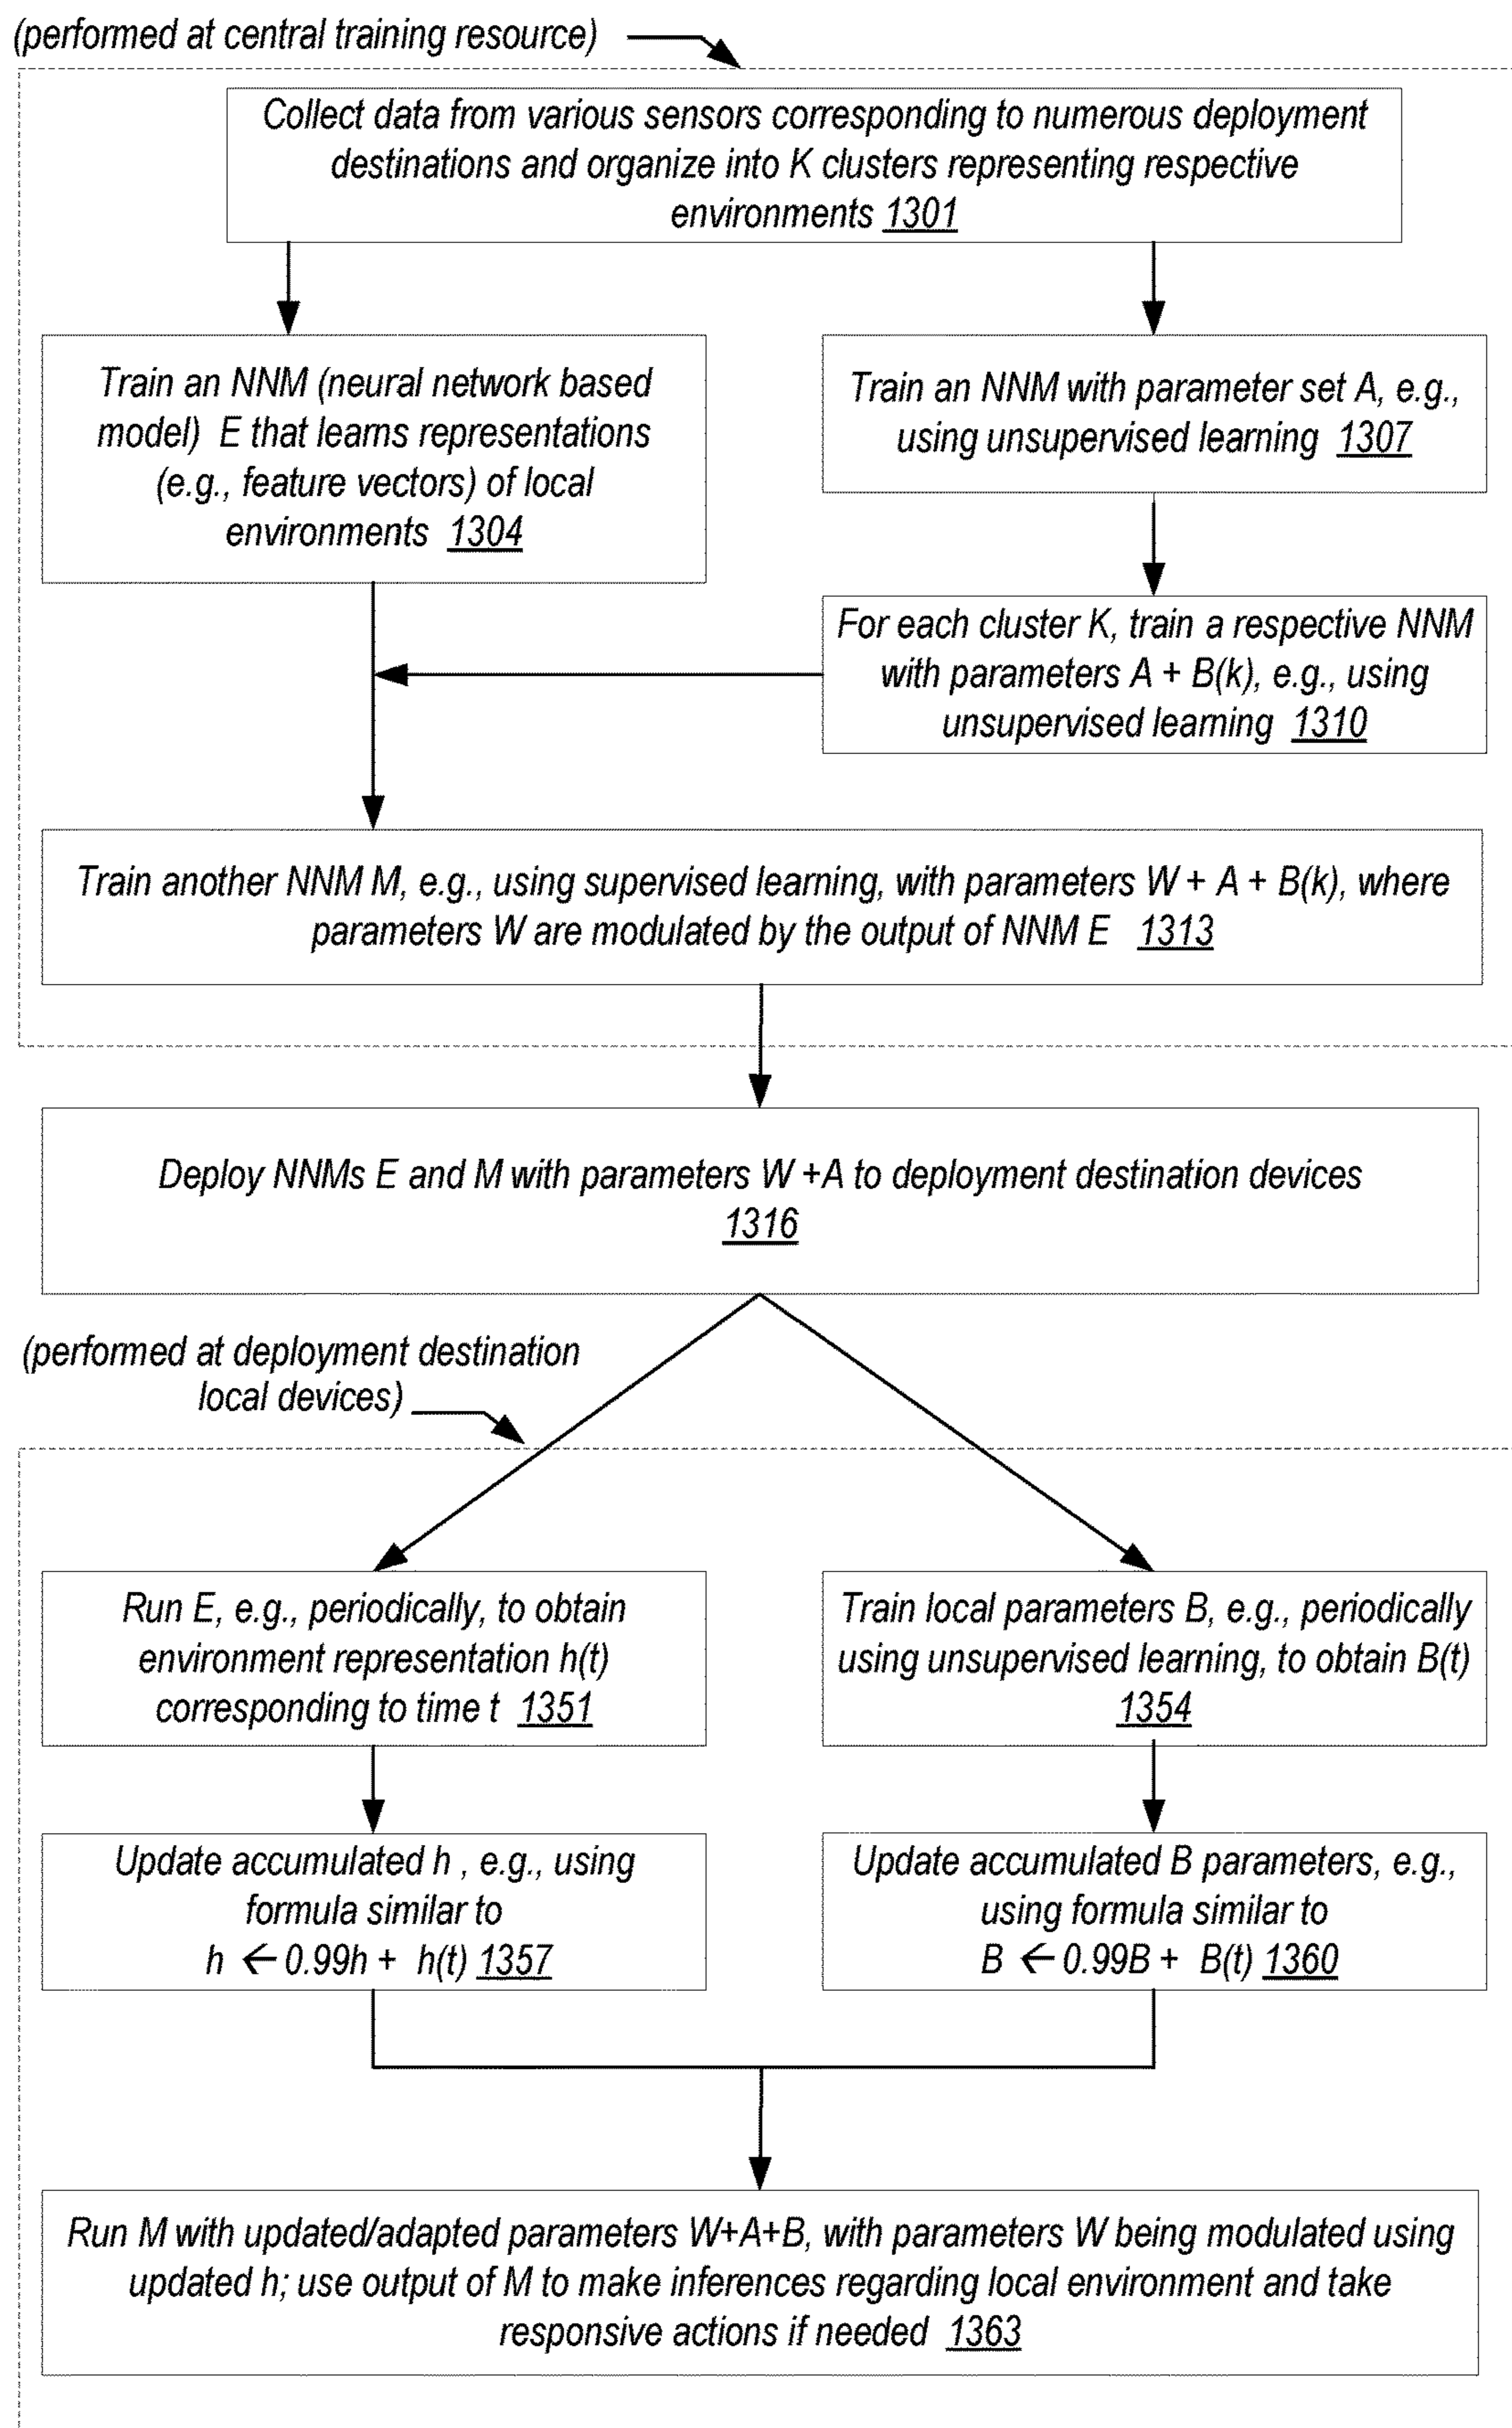 (performed at central training resource)
Collect data from various sensors corresponding to numerous deployment
destinations and organize into K clusters representing respective
environments 1301
Train an NNM (neural network based
model) E that learns representations
(e.g., feature vectors) of local
environments 1304
Train an NNM with parameter set A, e.g.,
using unsupervised learning 1307
For each cluster K, train a respective NNM
with parameters A + B(k), e.g., using
unsupervised learning 1310
Train another NNM M, e.g., using supervised learning, with parameters W + A + B(k), where
parameters W are modulated by the output of NNM E 1313
Deploy NNMs E and M with parameters W +A to deployment destination devices
1316
(performed at deployment destination
local devices)
Run E, e.g., periodically, to obtain
environment representation h(t)
corresponding to time t 1351
Train local parameters B, e.g., periodically
using unsupervised learning, to obtain B(t)
1354
Update accumulated h , e.g., using
formula similar to
h ← 0.99h + h(t) 1357
Update accumulated B parameters, e.g.,
using formula similar to
B ← 0.99B + B(t) 1360
Run M with updated/adapted parameters W+A+B, with parameters W being modulated using
updated h; use output of M to make inferences regarding local environment and take
responsive actions if needed 1363